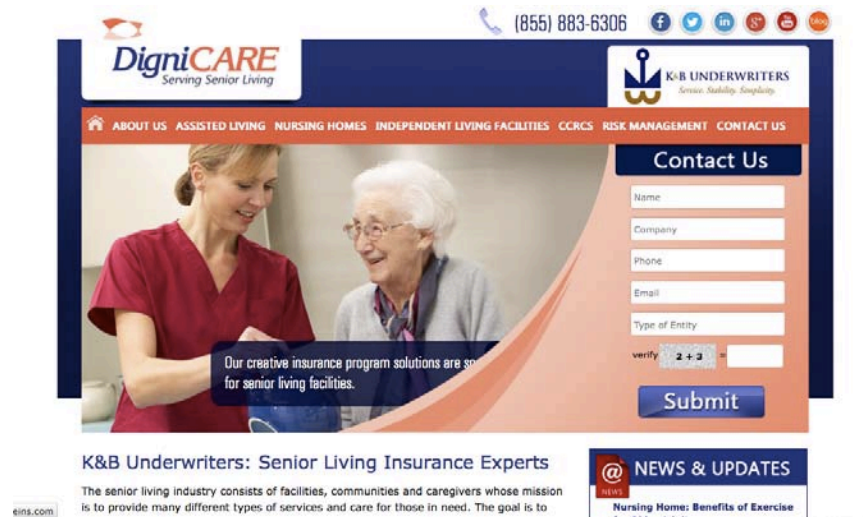 (855) 883-6306
blog
DigniCARE
Serving Senior Living
K&B UNDERWRITERS
Service. Stability. Simplicity.
ABOUT US ASSISTED LIVING NURSING HOMES INDEPENDENT LIVING FACILITIES CCRCS RISK MANAGEMENT CONTACT US
Contact Us
Name
Company
Phone
Email
Type of Entity
verify 2 + 3 =
Submit
Our creative insurance program solutions are
for senior living facilities.
K&B Underwriters: Senior Living Insurance Experts
The senior living industry consists of facilities, communities and caregivers whose mission
is to provide many different types of services and care for those in need. The goal is to
@
NEWS
NEWS & UPDATES
Nursing Home: Benefits of Exercise
eins.com